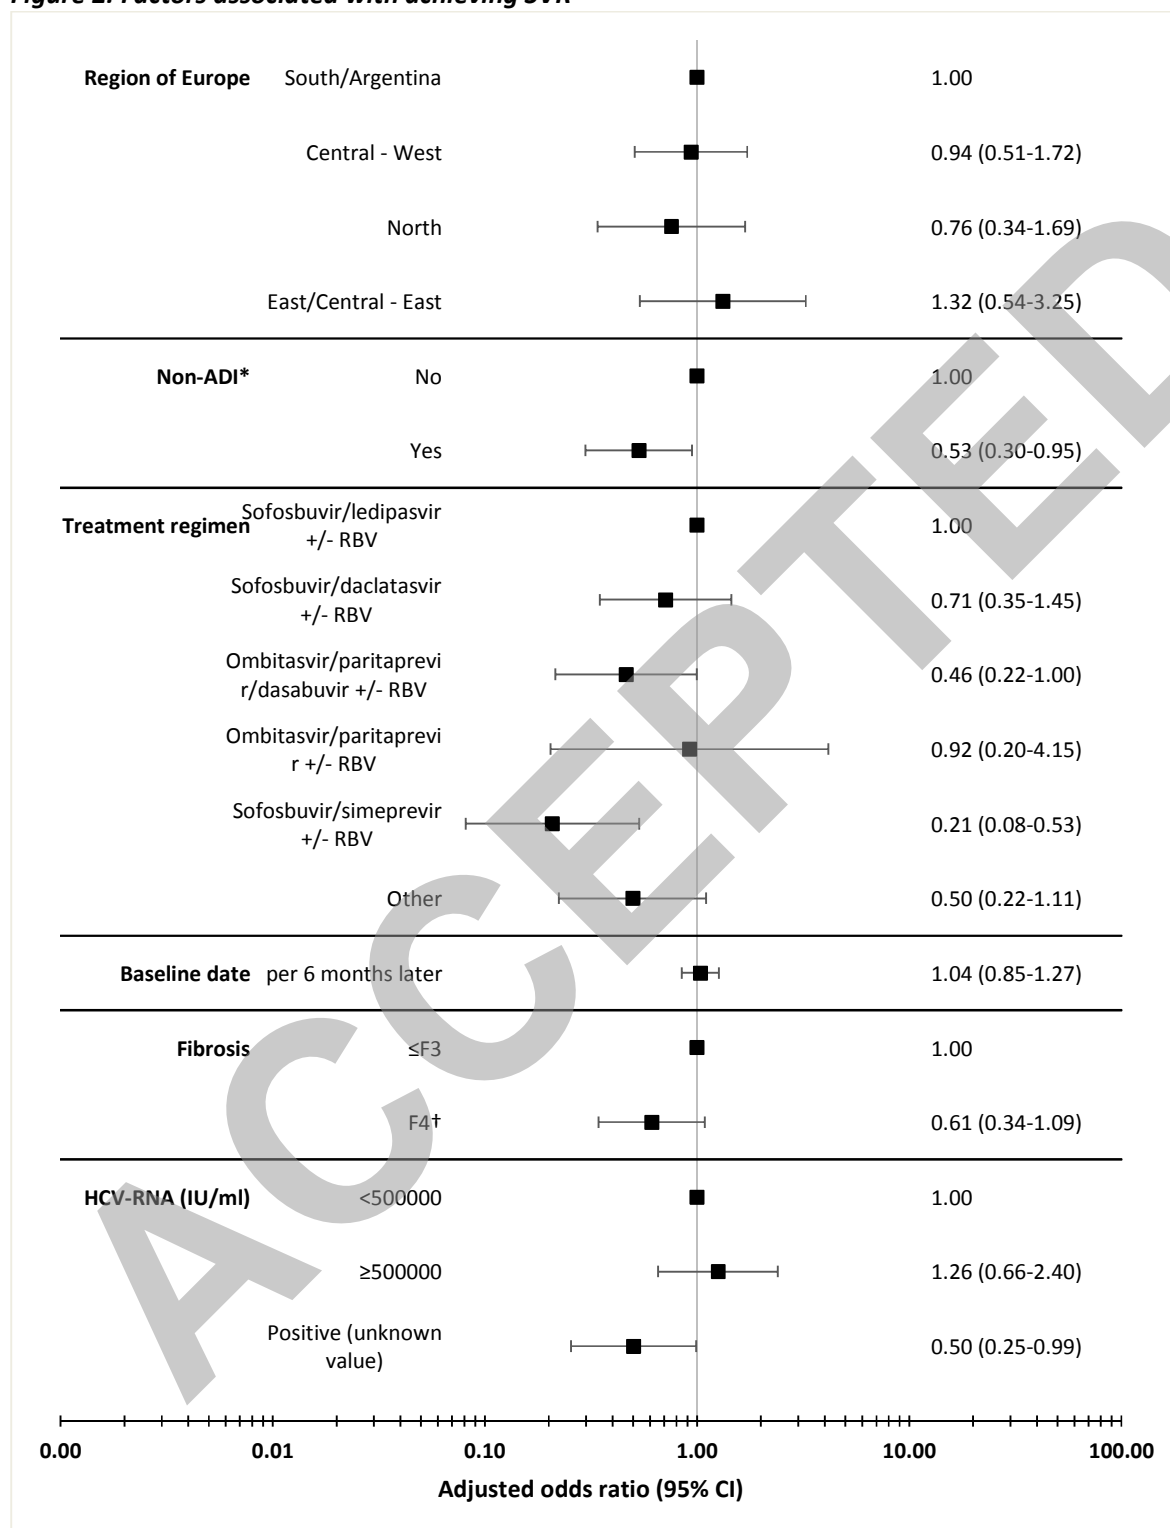 Figure 2. Factors associated with achieving SVR
Region of Europe South/Argentina 1.00
Central - West 0.94 (0.51-1.72)
North 0.76 (0.34-1.69)
East/Central - East 1.32 (0.54-3.25)
Non-ADI* No 1.00
Yes 0.53 (0.30-0.95)
Treatment regimen Sofosbuvir/ledipasvir
+/- RBV 1.00
Sofosbuvir/daclatasvir
+/- RBV 0.71 (0.35-1.45)
Ombitasvir/paritaprevi
r/dasabuvir +/- RBV 0.46 (0.22-1.00)
Ombitasvir/paritaprevi
r +/- RBV 0.92 (0.20-4.15)
Sofosbuvir/simeprevir
+/- RBV 0.21 (0.08-0.53)
Other 0.50 (0.22-1.11)
Baseline date per 6 months later 1.04 (0.85-1.27)
Fibrosis ≤F3 1.00
F4† 0.61 (0.34-1.09)
HCV-RNA (IU/ml) <500000 1.00
≥500000 1.26 (0.66-2.40)
Positive (unknown
value) 0.50 (0.25-0.99)
0.00 0.01 0.10 1.00 10.00 100.00
Adjusted odds ratio (95% CI)
ACCEPTED